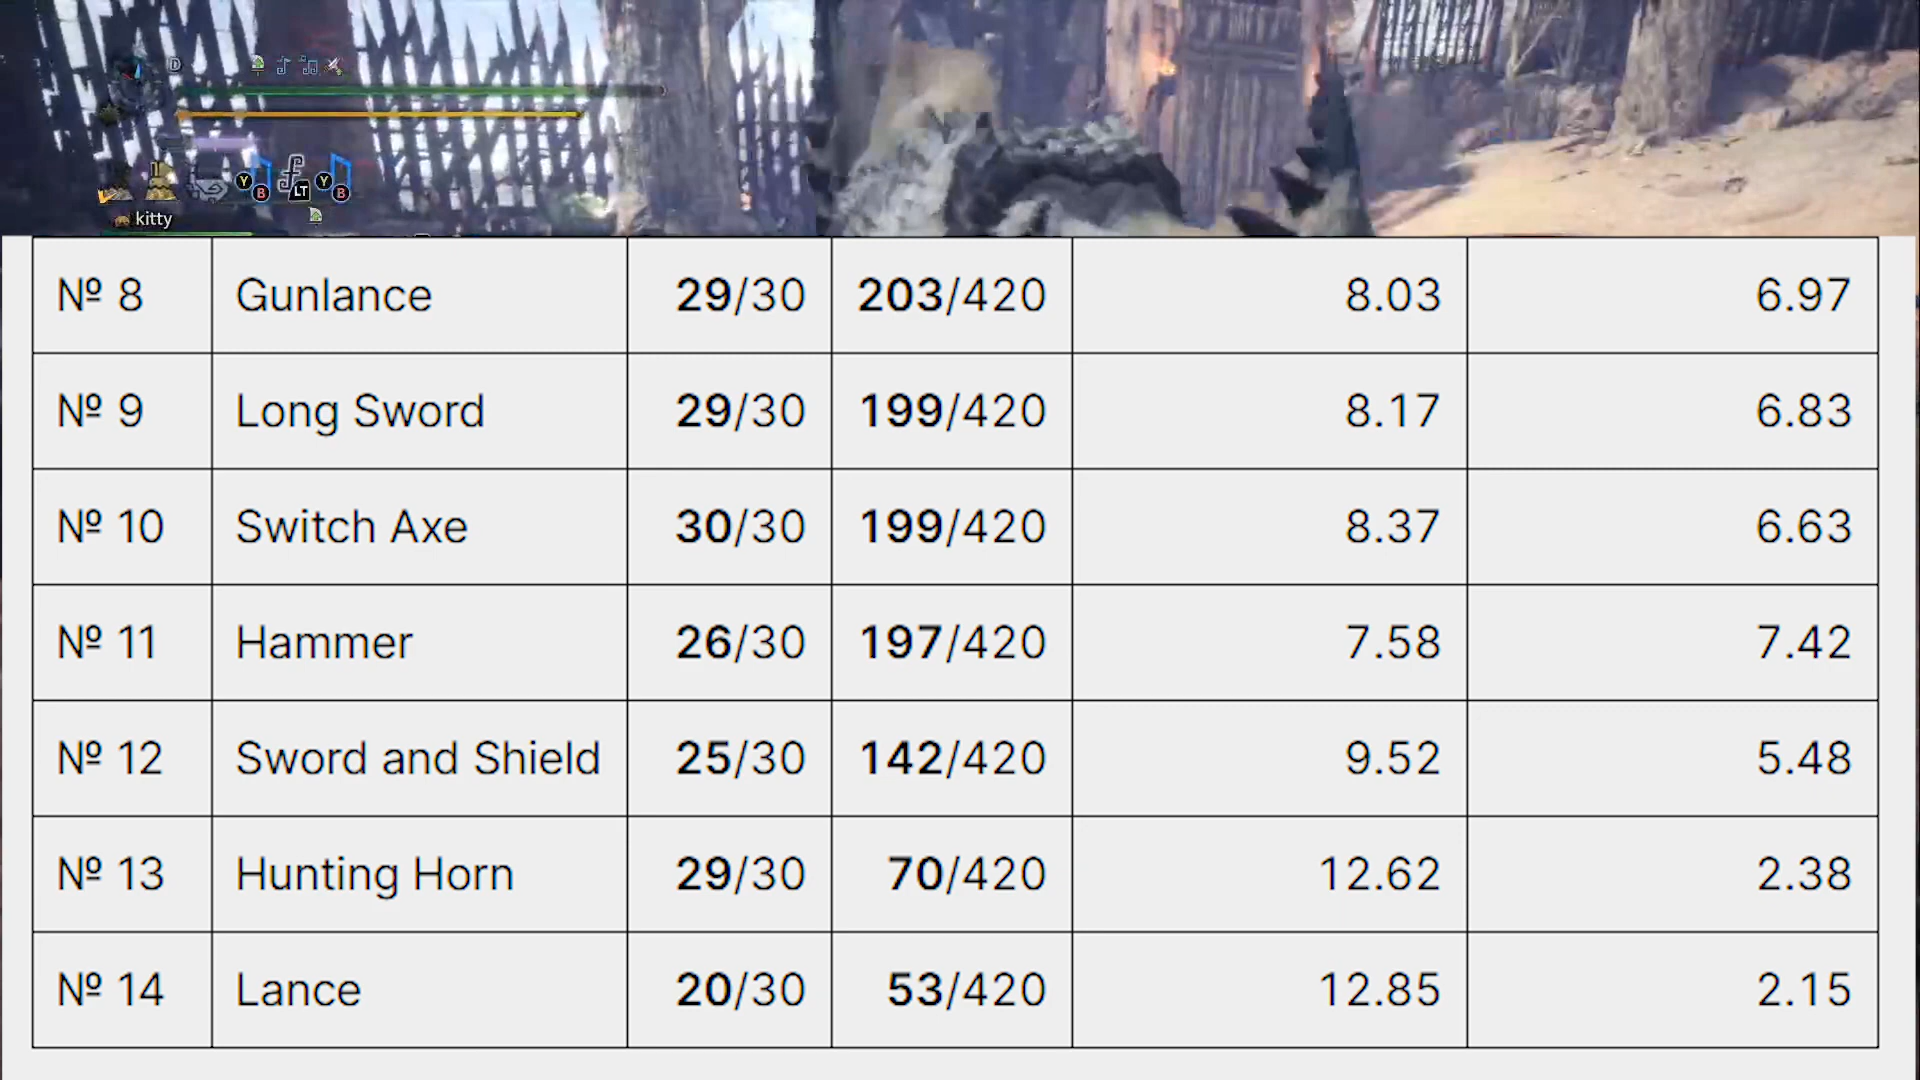 D
Y B LT Y B
kitty
№ 8 Gunlance 29/30 203/420 8.03 6.97
№ 9 Long Sword 29/30 199/420 8.17 6.83
№ 10 Switch Axe 30/30 199/420 8.37 6.63
№ 11 Hammer 26/30 197/420 7.58 7.42
№ 12 Sword and Shield 25/30 142/420 9.52 5.48
№ 13 Hunting Horn 29/30 70/420 12.62 2.38
№ 14 Lance 20/30 53/420 12.85 2.15